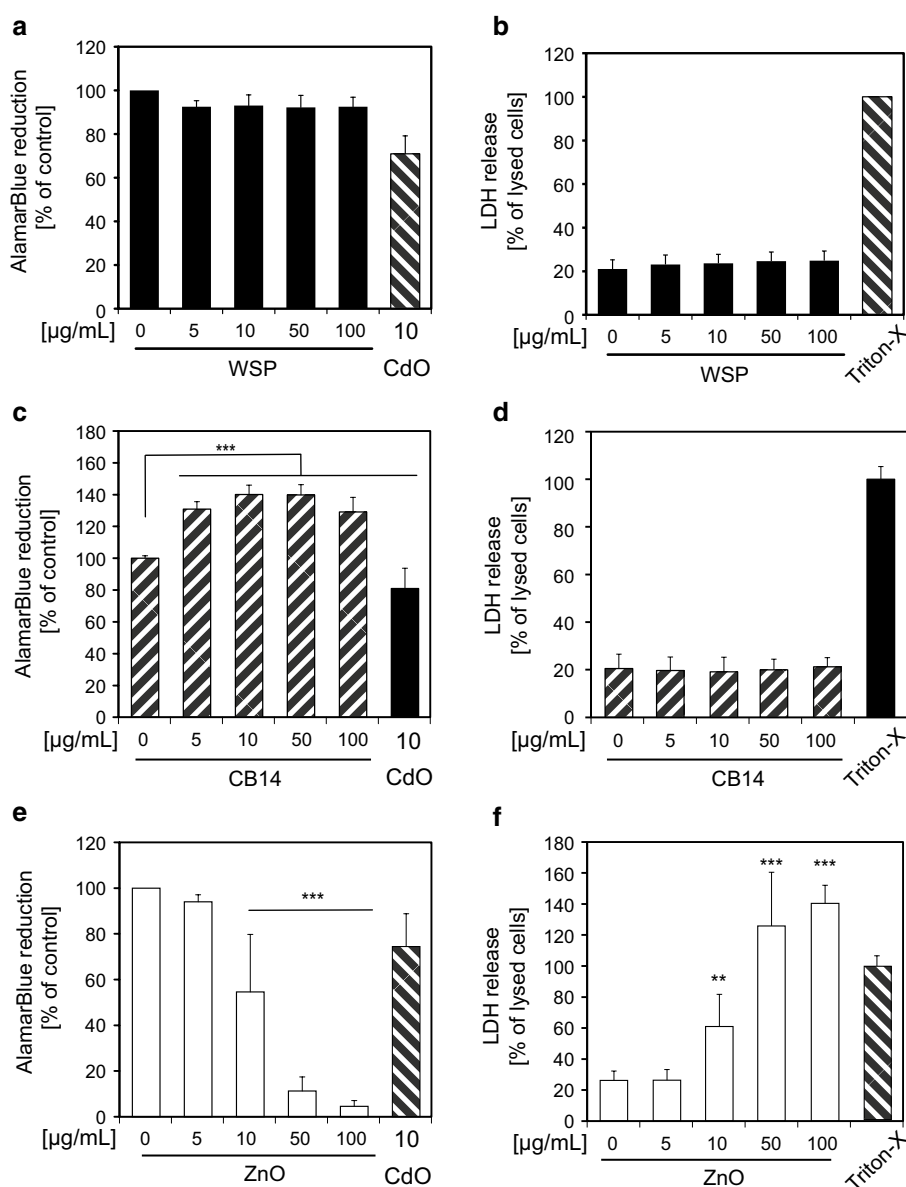 a
AlamarBlue reduction
[% of control]
120
100
80
60
40
20
0
[µg/mL] 0 5 10 50 100 10
WSP CdO
b
LDH release
[% of lysed cells]
120
100
80
60
40
20
0
[µg/mL] 0 5 10 50 100 Triton-X
WSP
c
AlamarBlue reduction
[% of control]
180
160
140
120
100
80
60
40
20
0
***
[µg/mL] 0 5 10 50 100 10
CB14 CdO
d
LDH release
[% of lysed cells]
120
100
80
60
40
20
0
[µg/mL] 0 5 10 50 100 Triton-X
CB14
e
AlamarBlue reduction
[% of control]
120
100
80
60
40
20
0
***
[µg/mL] 0 5 10 50 100 10
ZnO CdO
f
LDH release
[% of lysed cells]
180
160
140
120
100
80
60
40
20
0
** *** ***
[µg/mL] 0 5 10 50 100 Triton-X
ZnO